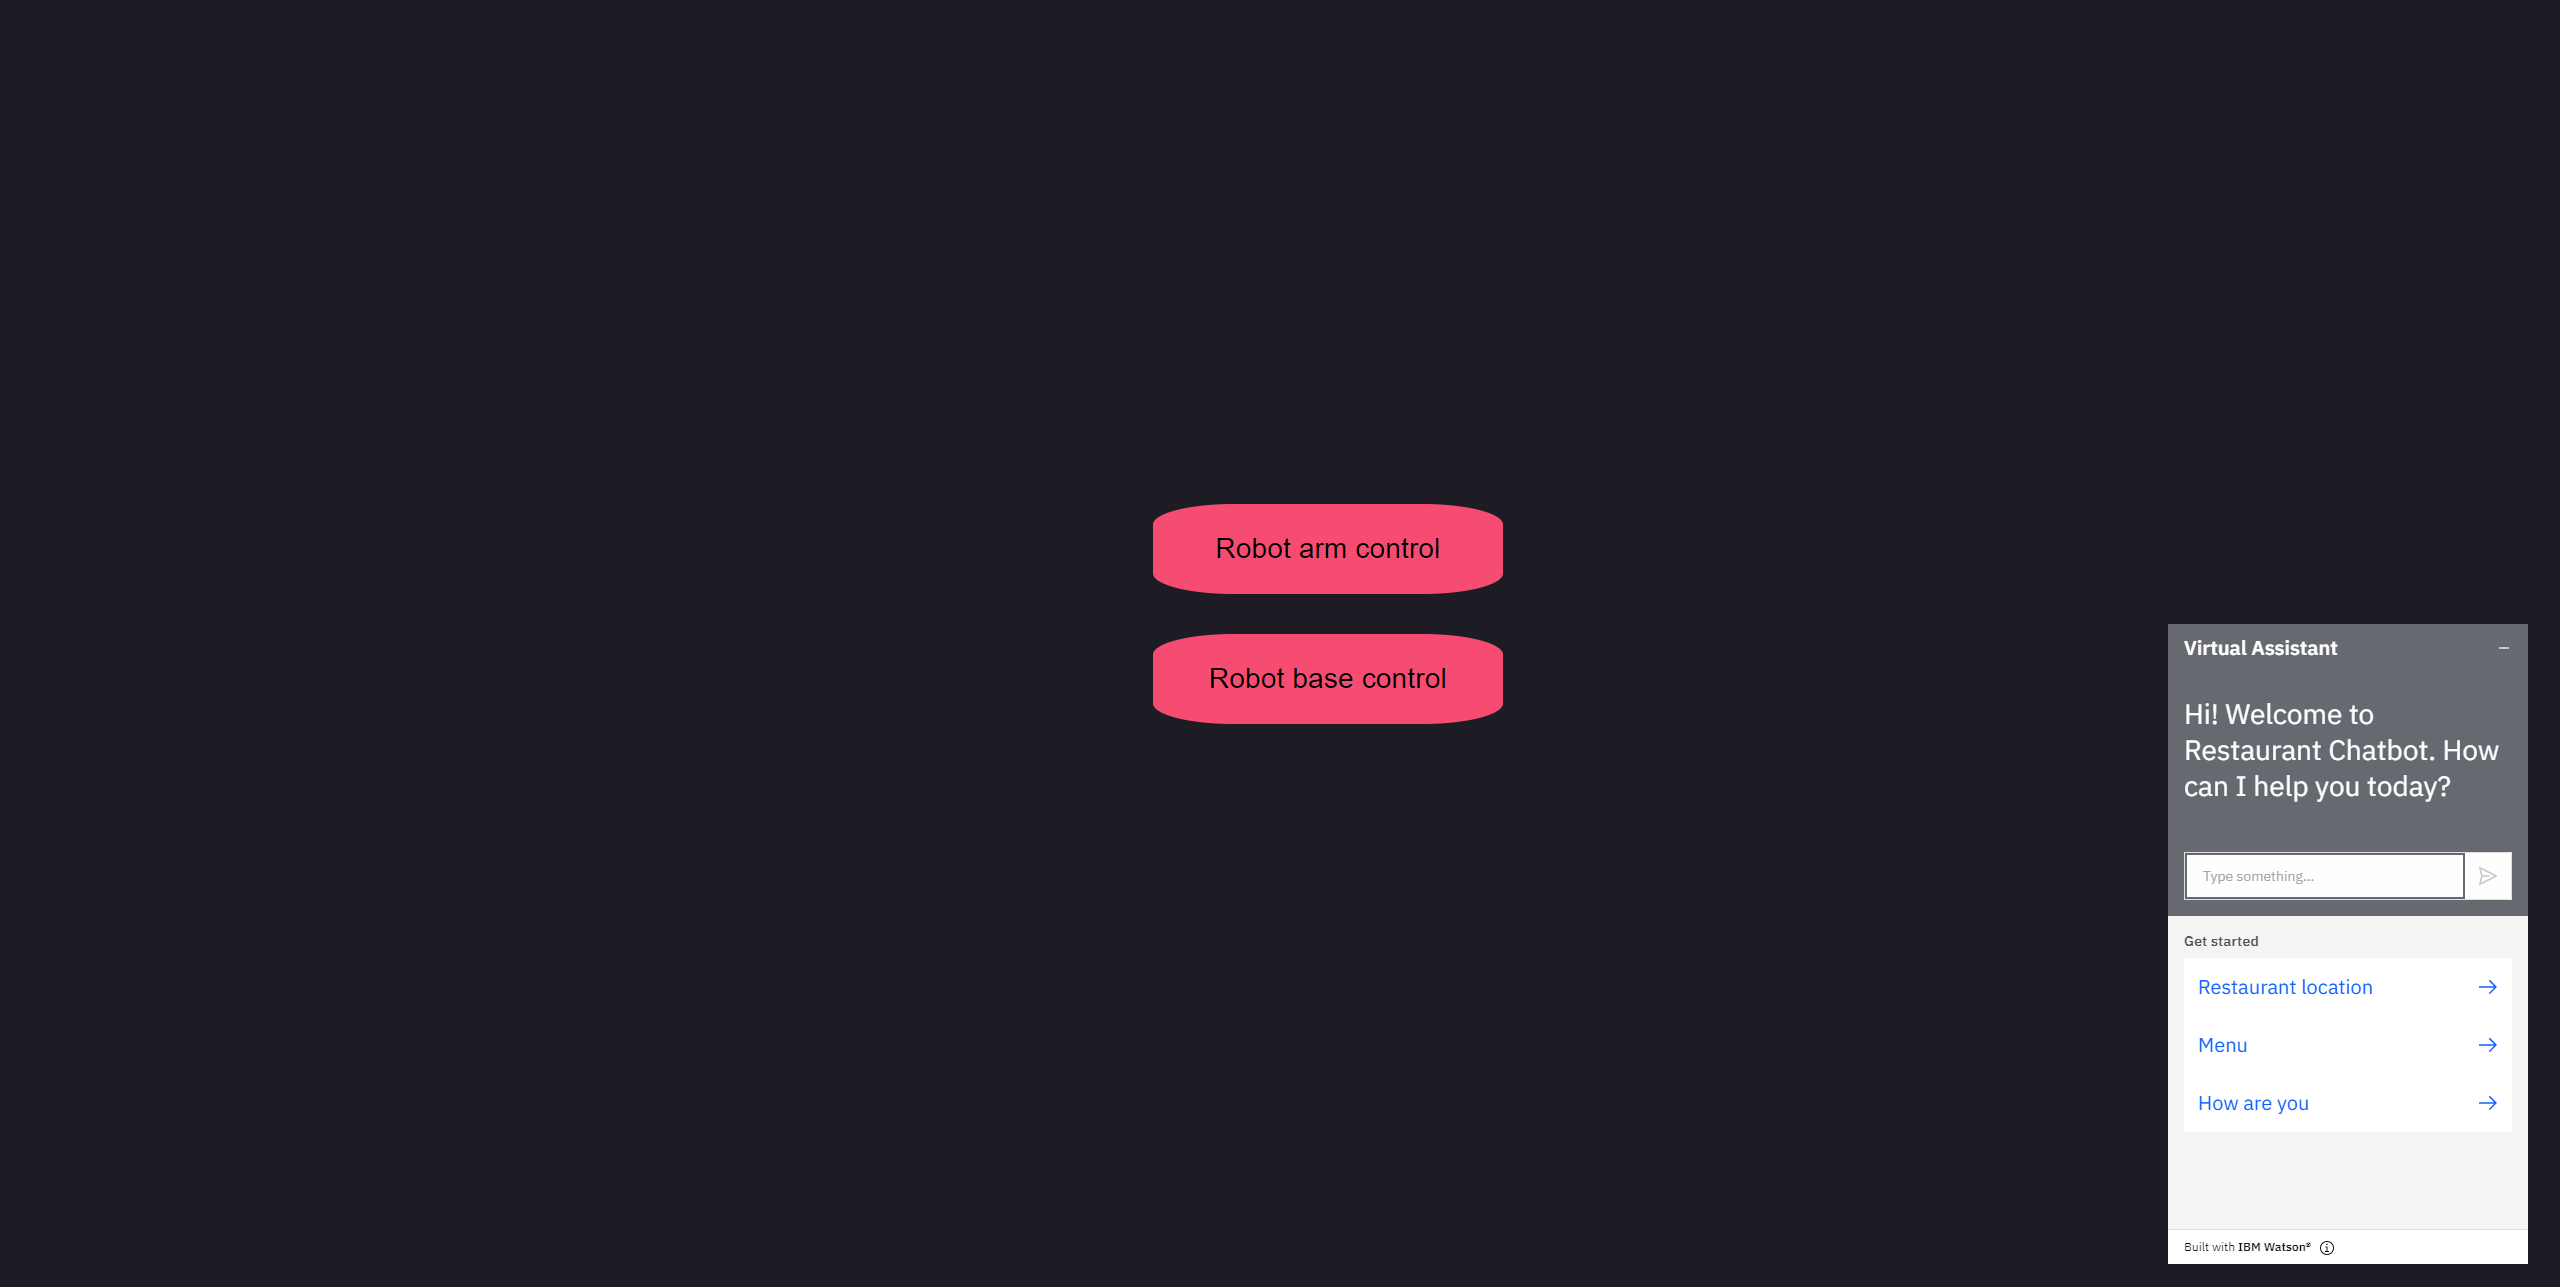 Robot arm control
Robot base control
Virtual Assistant
Hi! Welcome to
Restaurant Chatbot. How
can I help you today?
Type something...
Get started
Restaurant location
Menu
How are you
Built with IBM Watson®